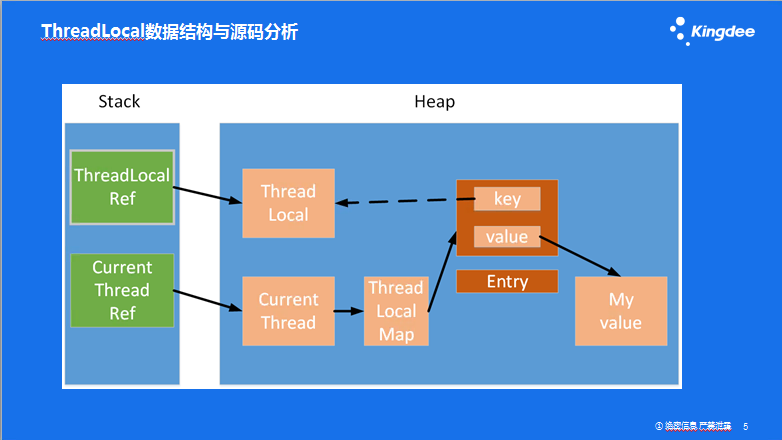 ThreadLocal数据结构与源码分析
Kingdee
Stack
Heap
ThreadLocal
Ref
Thread
Local
key
value
Entry
Current
Thread
Ref
Current
Thread
Thread
Local
Map
My
value
5